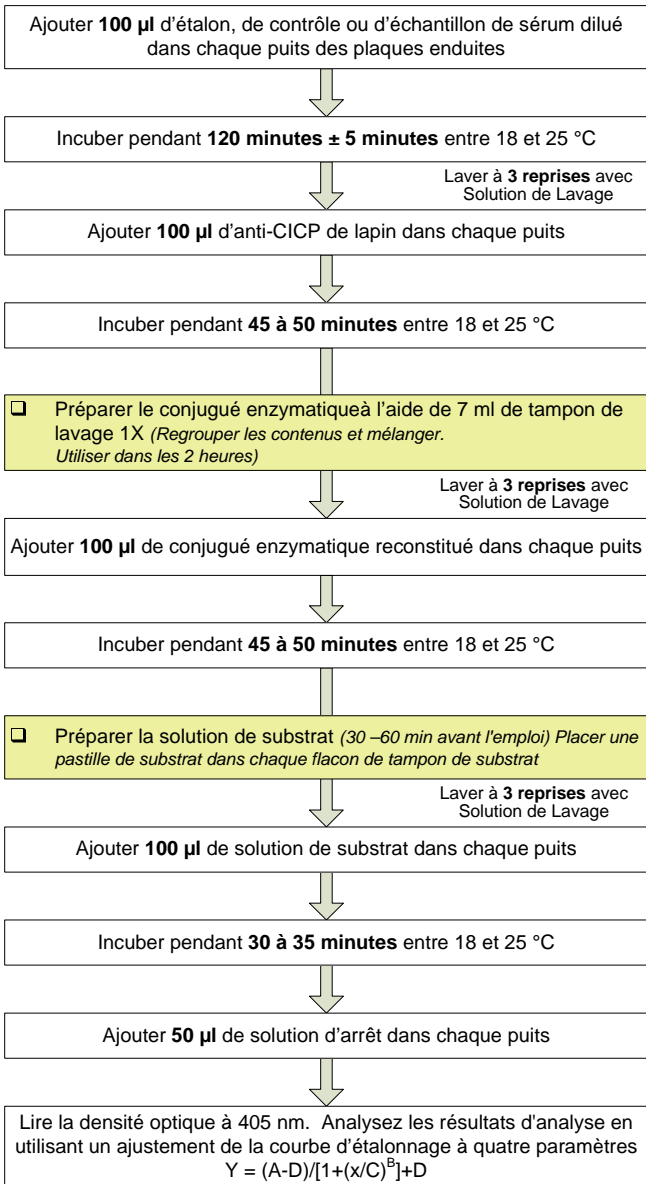 Ajouter 100 µl d’étalon, de contrôle ou d’échantillon de sérum dilué
dans chaque puits des plaques enduites
Incuber pendant 120 minutes ± 5 minutes entre 18 et 25 °C
Laver à 3 reprises avec
Solution de Lavage
Ajouter 100 µl d’anti-CICP de lapin dans chaque puits
Incuber pendant 45 à 50 minutes entre 18 et 25 °C
❑ Préparer le conjugué enzymatiqueà l’aide de 7 ml de tampon de
lavage 1X (Regrouper les contenus et mélanger.
Utiliser dans les 2 heures)
Laver à 3 reprises avec
Solution de Lavage
Ajouter 100 µl de conjugué enzymatique reconstitué dans chaque puits
Incuber pendant 45 à 50 minutes entre 18 et 25 °C
❑ Préparer la solution de substrat (30 –60 min avant l'emploi) Placer une
pastille de substrat dans chaque flacon de tampon de substrat
Laver à 3 reprises avec
Solution de Lavage
Ajouter 100 µl de solution de substrat dans chaque puits
Incuber pendant 30 à 35 minutes entre 18 et 25 °C
Ajouter 50 µl de solution d’arrêt dans chaque puits
Lire la densité optique à 405 nm. Analysez les résultats d'analyse en
utilisant un ajustement de la courbe d’étalonnage à quatre paramètres
Y = (A-D)/[1+(x/C)^B]+D